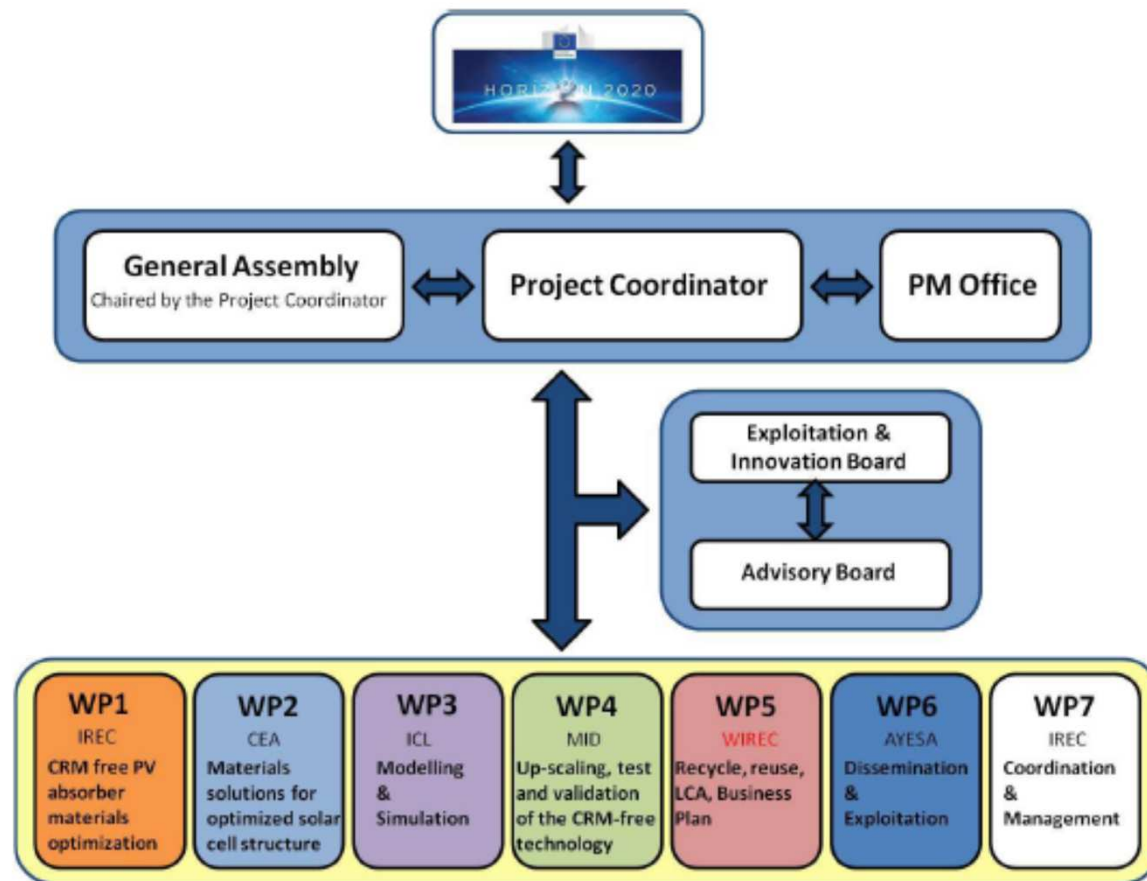 HORIZON 2020
General Assembly
Chaired by the Project Coordinator
Project Coordinator
PM Office
Exploitation &
Innovation Board
Advisory Board
WP1
IREC
CRM free PV
absorber
materials
optimization
WP2
CEA
Materials
solutions for
optimized solar
cell structure
WP3
ICL
Modelling
&
Simulation
WP4
MID
Up-scaling, test
and validation
of the CRM-free
technology
WP5
WIREC
Recycle, reuse,
LCA, Business
Plan
WP6
AYESA
Dissemination
&
Exploitation
WP7
IREC
Coordination
&
Management